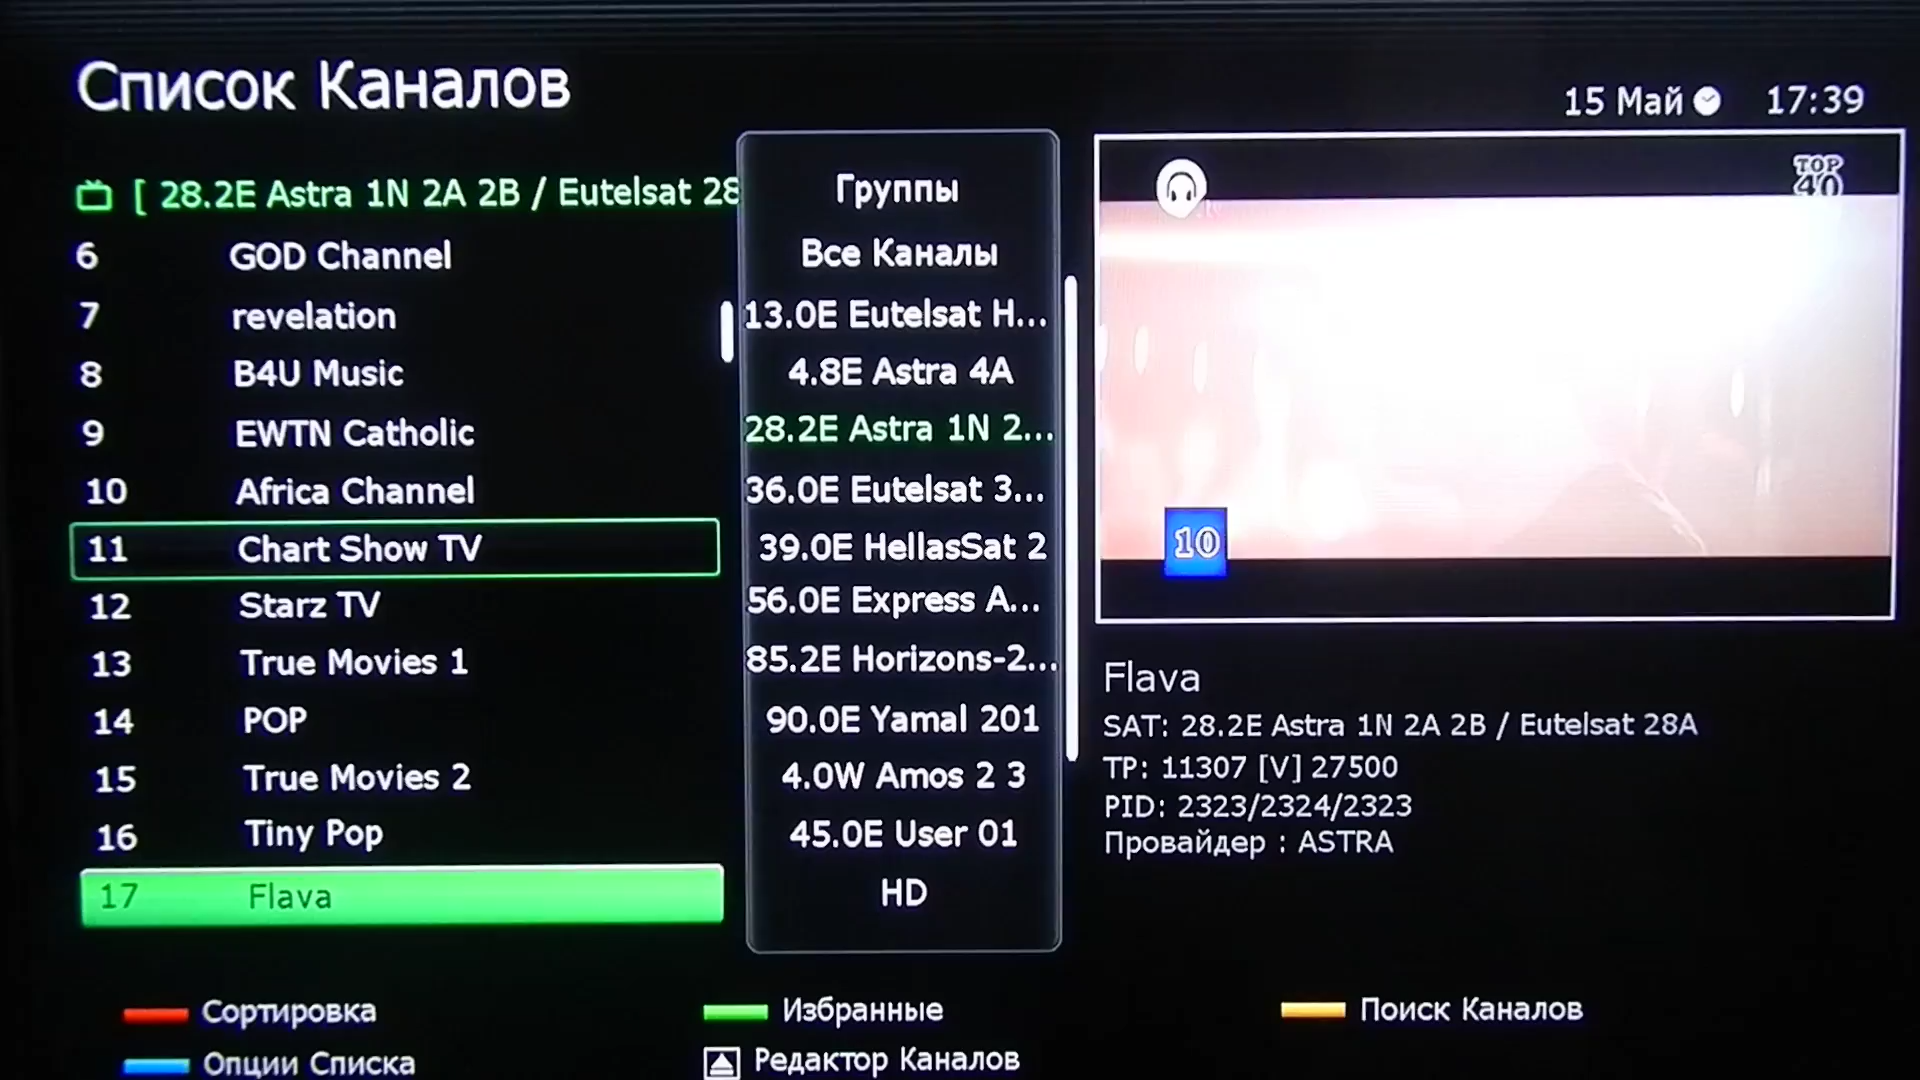 Список Каналов
15 Май 17:39
[ 28.2E Astra 1N 2A 2B / Eutelsat 28
6 GOD Channel
7 revelation
8 B4U Music
9 EWTN Catholic
10 Africa Channel
11 Chart Show TV
12 Starz TV
13 True Movies 1
14 POP
15 True Movies 2
16 Tiny Pop
17 Flava
Группы
Все Каналы
13.0E Eutelsat H...
4.8E Astra 4A
28.2E Astra 1N 2...
36.0E Eutelsat 3...
39.0E HellasSat 2
56.0E Express A...
85.2E Horizons-2...
90.0E Yamal 201
4.0W Amos 2 3
45.0E User 01
HD
TOP
40
10
Flava
SAT: 28.2E Astra 1N 2A 2B / Eutelsat 28A
TP: 11307 [V] 27500
PID: 2323/2324/2323
Провайдер : ASTRA
Сортировка
Избранные
Поиск Каналов
Опции Списка
Редактор Каналов